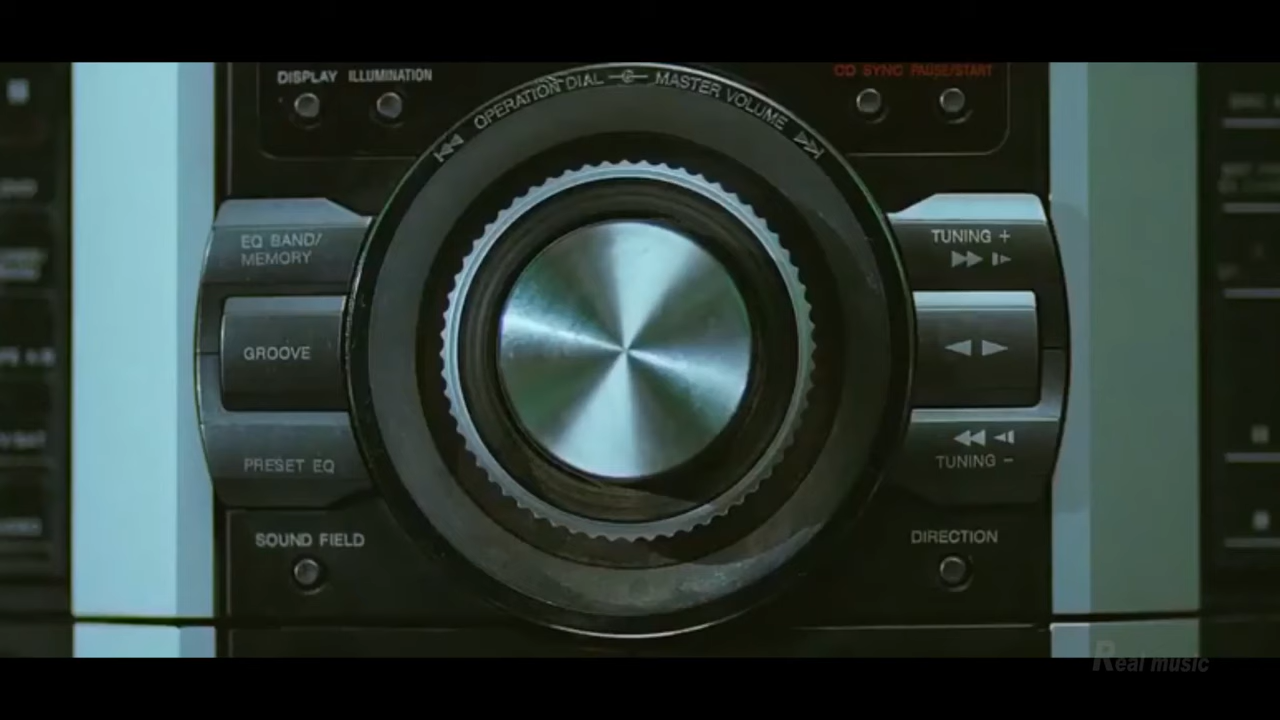 DISPLAY ILLUMINATION
OPERATION DIAL
MASTER VOLUME
CD SYNC PAUSE/START
EQ BAND/
MEMORY
GROOVE
PRESET EQ
SOUND FIELD
TUNING +
TUNING –
DIRECTION
Real music